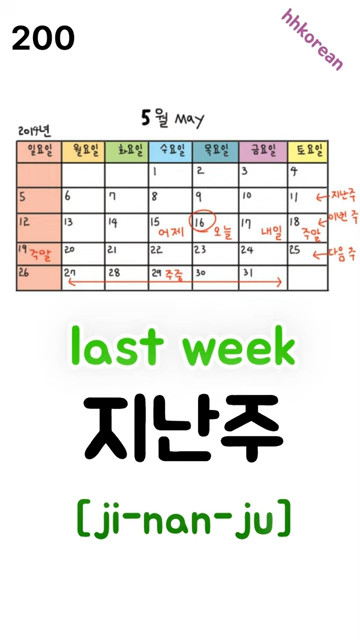 200
hhkorean
5월 May
2019년
일요일 월요일 화요일 수요일 목요일 금요일 토요일
1 2 3 4
5 6 7 8 9 10 11 지난주
12 13 14 15 16 17 18 이번 주
어제 오늘 내일 주말
19 주말 20 21 22 23 24 25 다음 주
26 27 28 29 주중 30 31
last week
지난주
[ji-nan-ju]